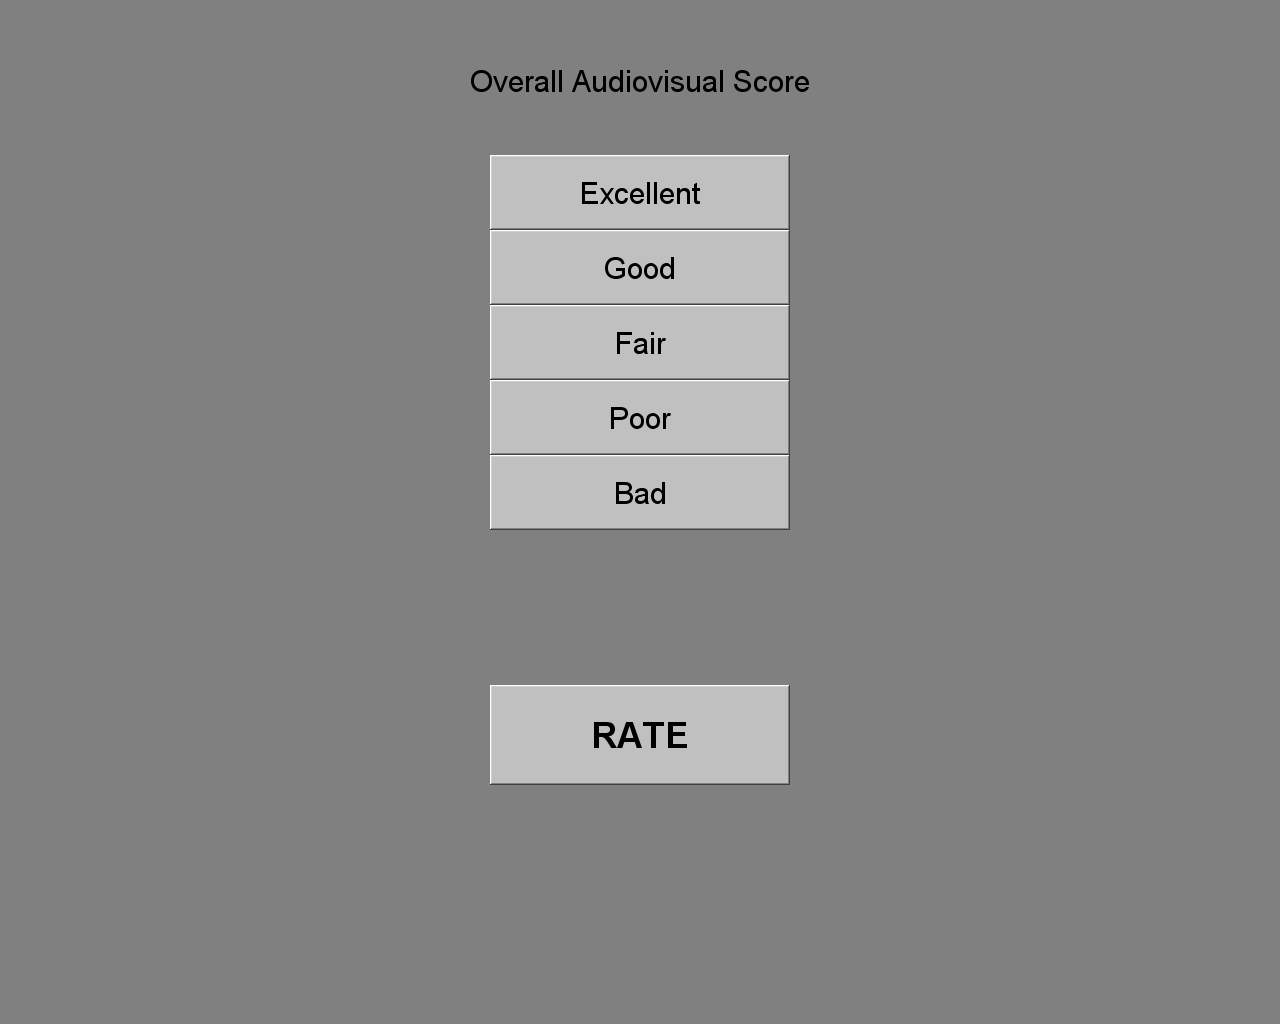 Overall Audiovisual Score
Excellent
Good
Fair
Poor
Bad
RATE